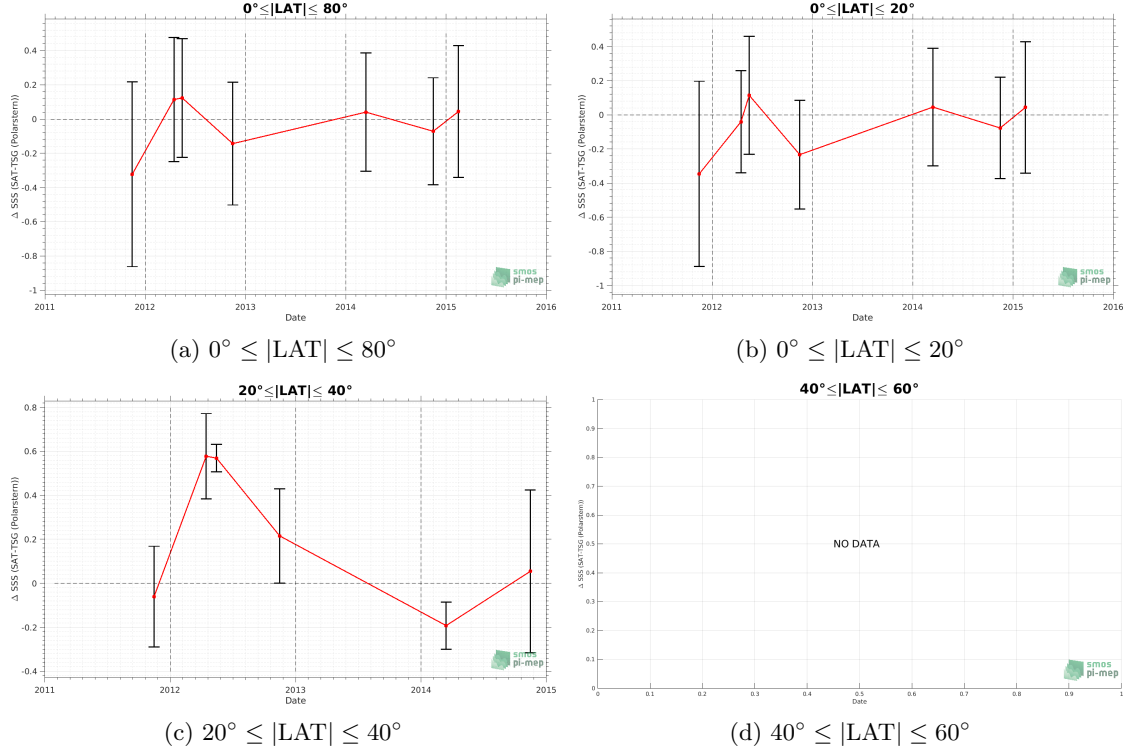 0°≤|LAT|≤ 80°
Δ SSS (SAT-TSG (Polarstern))
0.4
0.2
0
-0.2
-0.4
-0.6
-0.8
-1
2011 2012 2013 2014 2015 2016
Date
smos
pi-mep
(a) 0° ≤ |LAT| ≤ 80°
0°≤|LAT|≤ 20°
Δ SSS (SAT-TSG (Polarstern))
0.4
0.2
0
-0.2
-0.4
-0.6
-0.8
-1
2011 2012 2013 2014 2015 2016
Date
smos
pi-mep
(b) 0° ≤ |LAT| ≤ 20°
20°≤|LAT|≤ 40°
Δ SSS (SAT-TSG (Polarstern))
0.8
0.6
0.4
0.2
0
-0.2
-0.4
2011 2012 2013 2014 2015
Date
smos
pi-mep
(c) 20° ≤ |LAT| ≤ 40°
40°≤|LAT|≤ 60°
Δ SSS (SAT-TSG (Polarstern))
1
0.9
0.8
0.7
0.6
0.5
0.4
0.3
0.2
0.1
0
NO DATA
0 0.1 0.2 0.3 0.4 0.5 0.6 0.7 0.8 0.9 1
Date
smos
pi-mep
(d) 40° ≤ |LAT| ≤ 60°